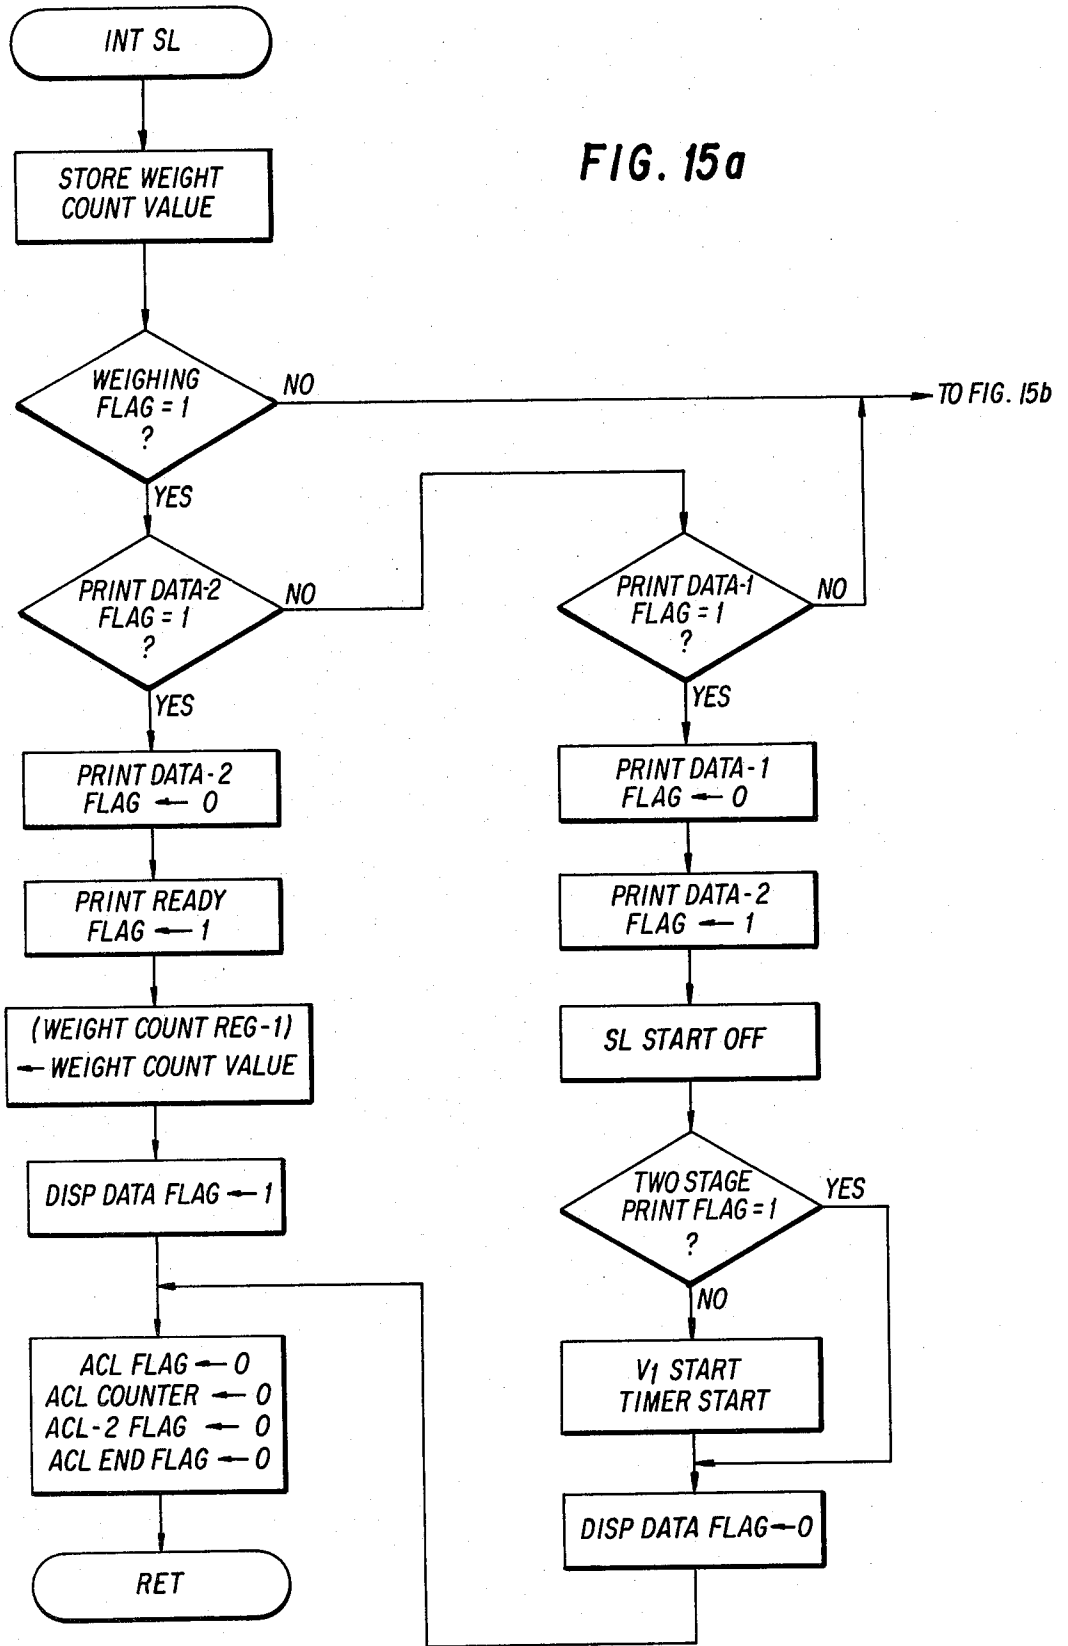 INT SL
FIG. 15a
STORE WEIGHT
COUNT VALUE
WEIGHING
FLAG = 1
?
NO
TO FIG. 15b
YES
PRINT DATA-2
FLAG = 1
?
NO
PRINT DATA-1
FLAG = 1
?
NO
YES
YES
PRINT DATA-2
FLAG ← 0
PRINT DATA-1
FLAG ← 0
PRINT READY
FLAG ← 1
PRINT DATA-2
FLAG ← 1
(WEIGHT COUNT REG-1)
← WEIGHT COUNT VALUE
SL START OFF
DISP DATA FLAG ← 1
TWO STAGE
PRINT FLAG = 1
?
YES
NO
ACL FLAG ← 0
ACL COUNTER ← 0
ACL-2 FLAG ← 0
ACL END FLAG ← 0
V1 START
TIMER START
DISP DATA FLAG ← 0
RET